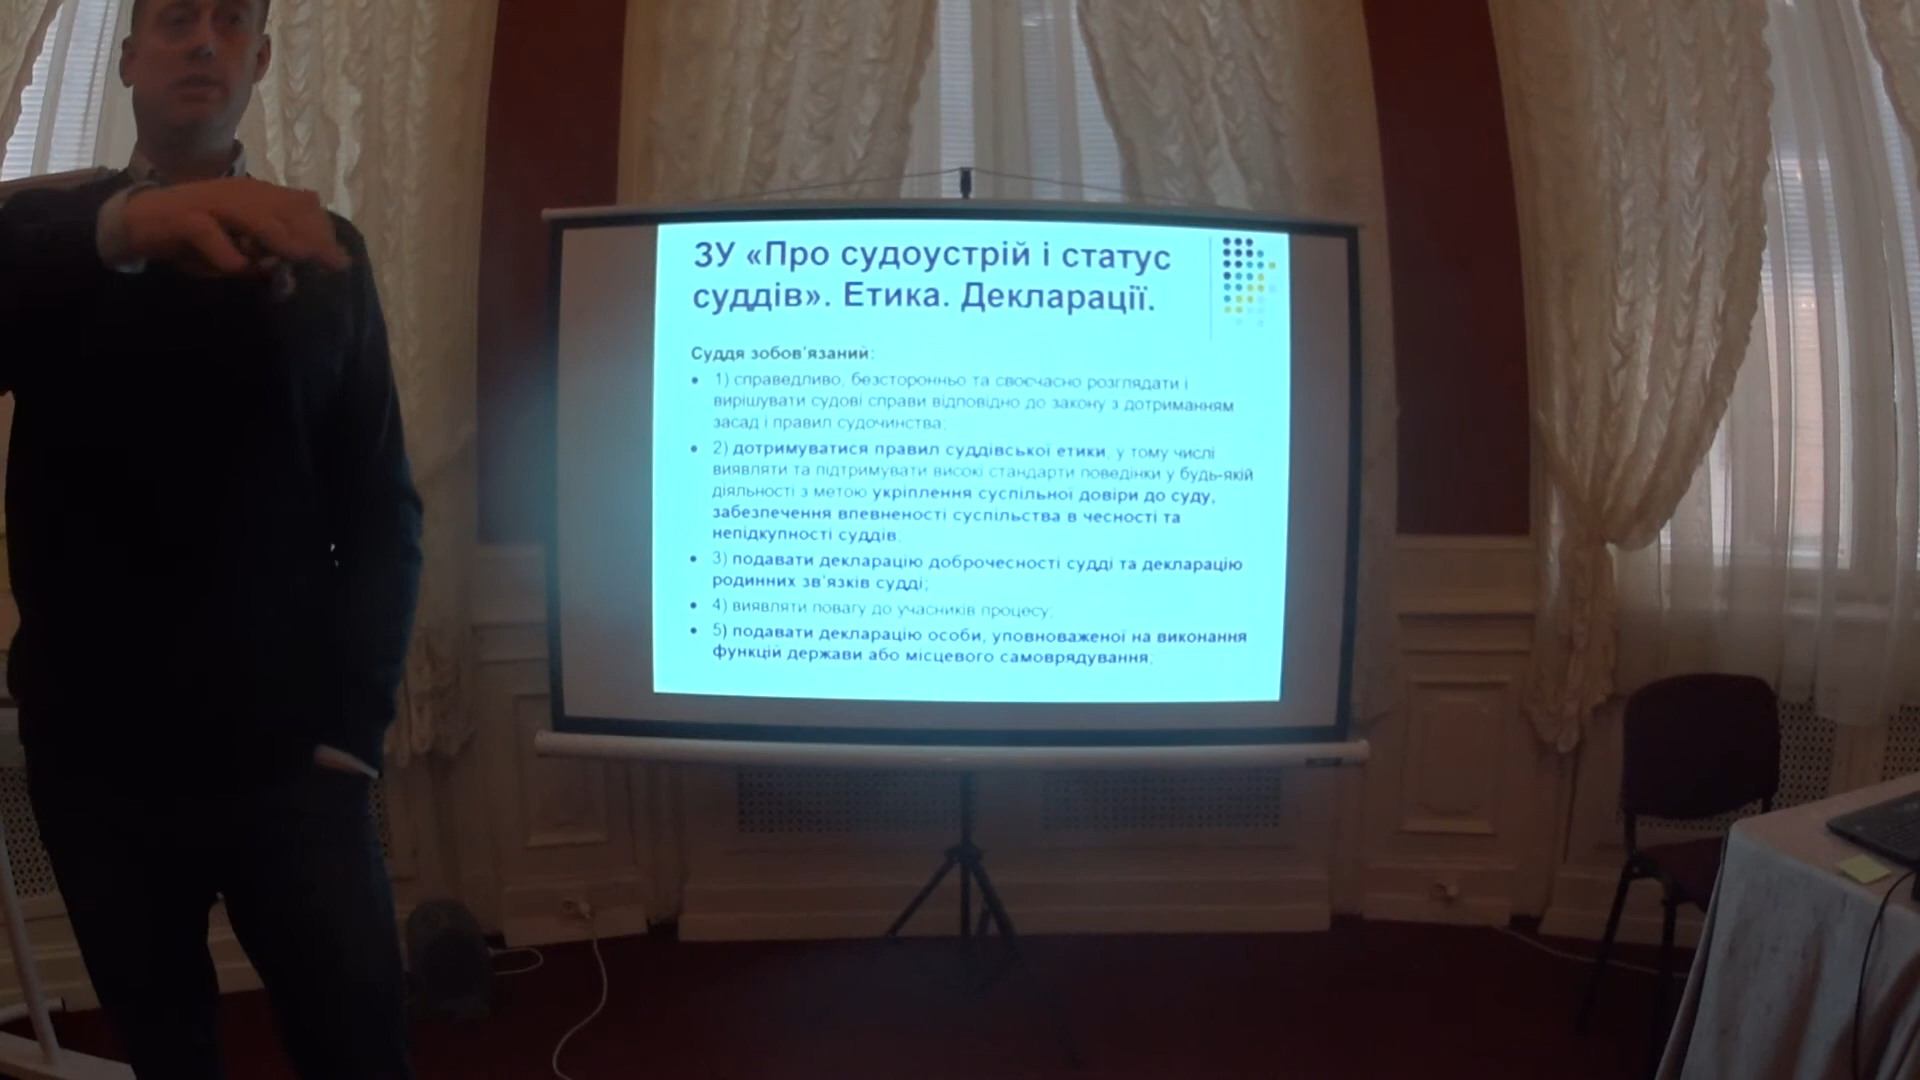 ЗУ «Про судоустрій і статус
суддів». Етика. Декларації.
Суддя зобов'язаний:
• 1) справедливо, безсторонньо та своєчасно розглядати і
вирішувати судові справи відповідно до закону з дотриманням
засад і правил судочинства;
• 2) дотримуватися правил суддівської етики, у тому числі
виявляти та підтримувати високі стандарти поведінки у будь-якій
діяльності з метою укріплення суспільної довіри до суду,
забезпечення впевненості суспільства в чесності та
непідкупності суддів;
• 3) подавати декларацію доброчесності судді та декларацію
родинних зв'язків судді;
• 4) виявляти повагу до учасників процесу;
• 5) подавати декларацію особи, уповноваженої на виконання
функцій держави або місцевого самоврядування;